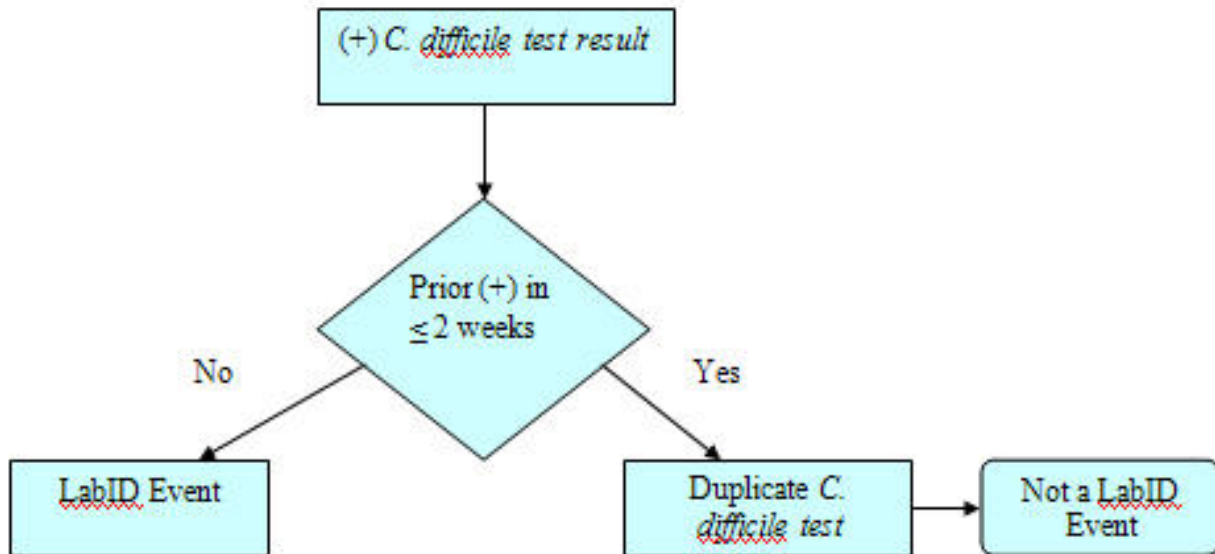 (+) C. difficile test result
Prior (+) in
≤ 2 weeks
No
Yes
LabID Event
Duplicate C.
difficile test
Not a LabID
Event